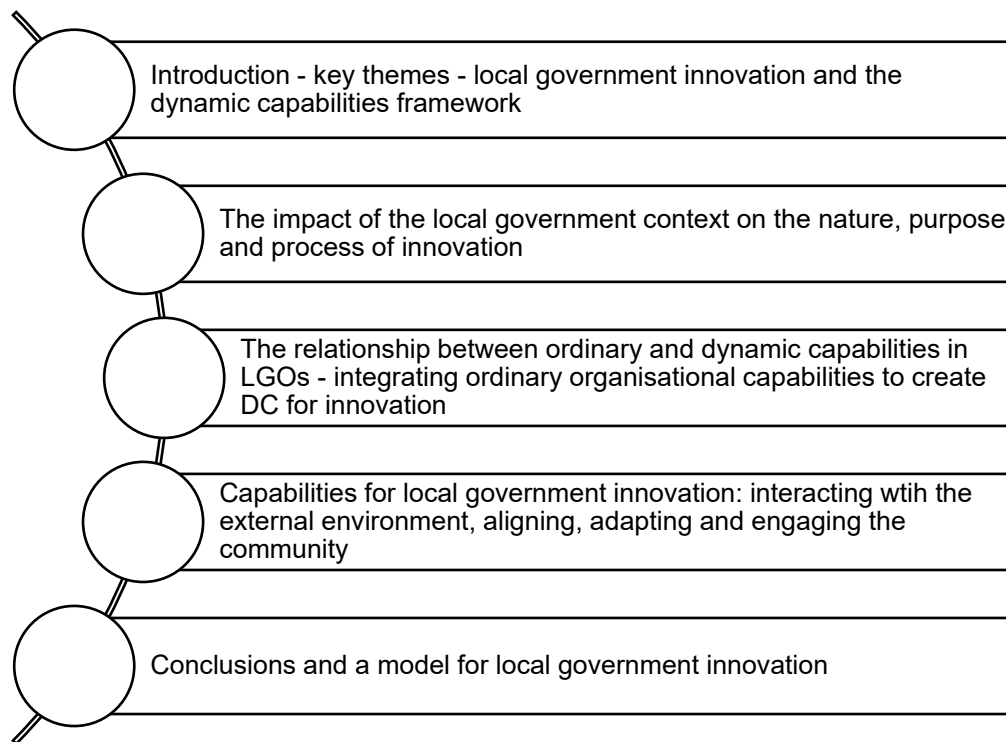 Introduction - key themes - local government innovation and the
dynamic capabilities framework
The impact of the local government context on the nature, purpose
and process of innovation
The relationship between ordinary and dynamic capabilities in
LGOs - integrating ordinary organisational capabilities to create
DC for innovation
Capabilities for local government innovation: interacting wtih the
external environment, aligning, adapting and engaging the
community
Conclusions and a model for local government innovation